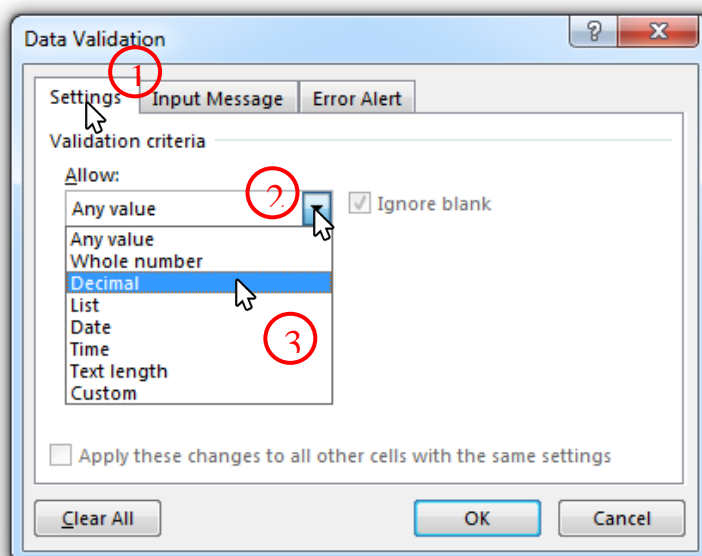 Data Validation
?
1
Settings
Input Message
Error Alert
Validation criteria
Allow:
2
Any value
Ignore blank
Any value
Whole number
Decimal
List
Date
3
Time
Text length
Custom
Apply these changes to all other cells with the same settings
Clear All
OK
Cancel